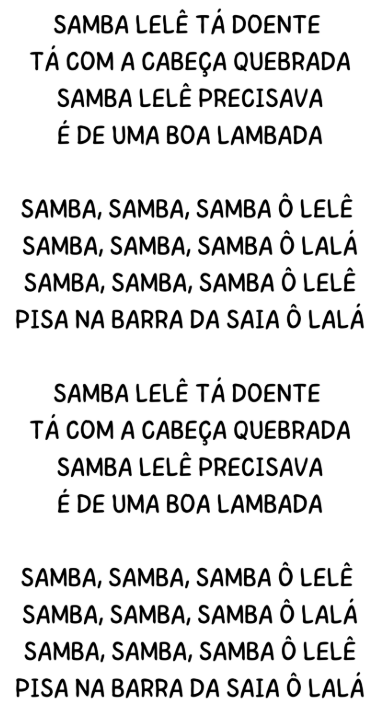 SAMBA LELÊ TÁ DOENTE
TÁ COM A CABEÇA QUEBRADA
SAMBA LELÊ PRECISAVA
É DE UMA BOA LAMBADA
SAMBA, SAMBA, SAMBA Ô LELÊ
SAMBA, SAMBA, SAMBA Ô LALÁ
SAMBA, SAMBA, SAMBA Ô LELÊ
PISA NA BARRA DA SAIA Ô LALÁ
SAMBA LELÊ TÁ DOENTE
TÁ COM A CABEÇA QUEBRADA
SAMBA LELÊ PRECISAVA
É DE UMA BOA LAMBADA
SAMBA, SAMBA, SAMBA Ô LELÊ
SAMBA, SAMBA, SAMBA Ô LALÁ
SAMBA, SAMBA, SAMBA Ô LELÊ
PISA NA BARRA DA SAIA Ô LALÁ